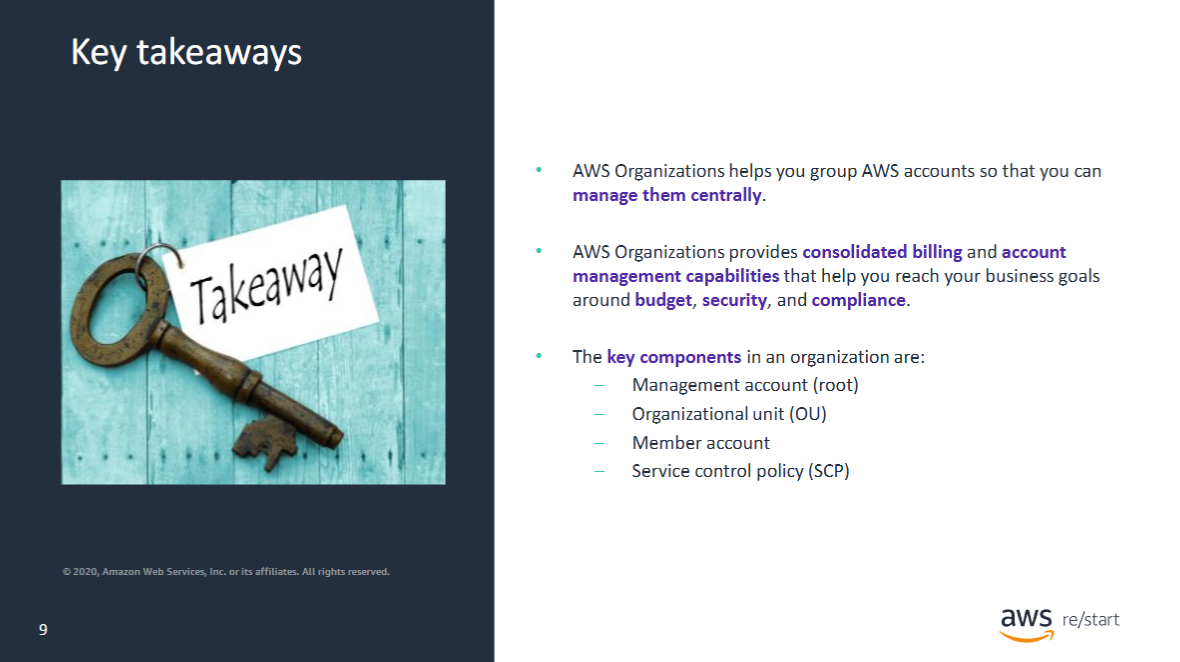 Key takeaways
Takeaway
© 2020, Amazon Web Services, Inc. or its affiliates. All rights reserved.
9
• AWS Organizations helps you group AWS accounts so that you can
manage them centrally.
• AWS Organizations provides consolidated billing and account
management capabilities that help you reach your business goals
around budget, security, and compliance.
• The key components in an organization are:
– Management account (root)
– Organizational unit (OU)
– Member account
– Service control policy (SCP)
aws re/start